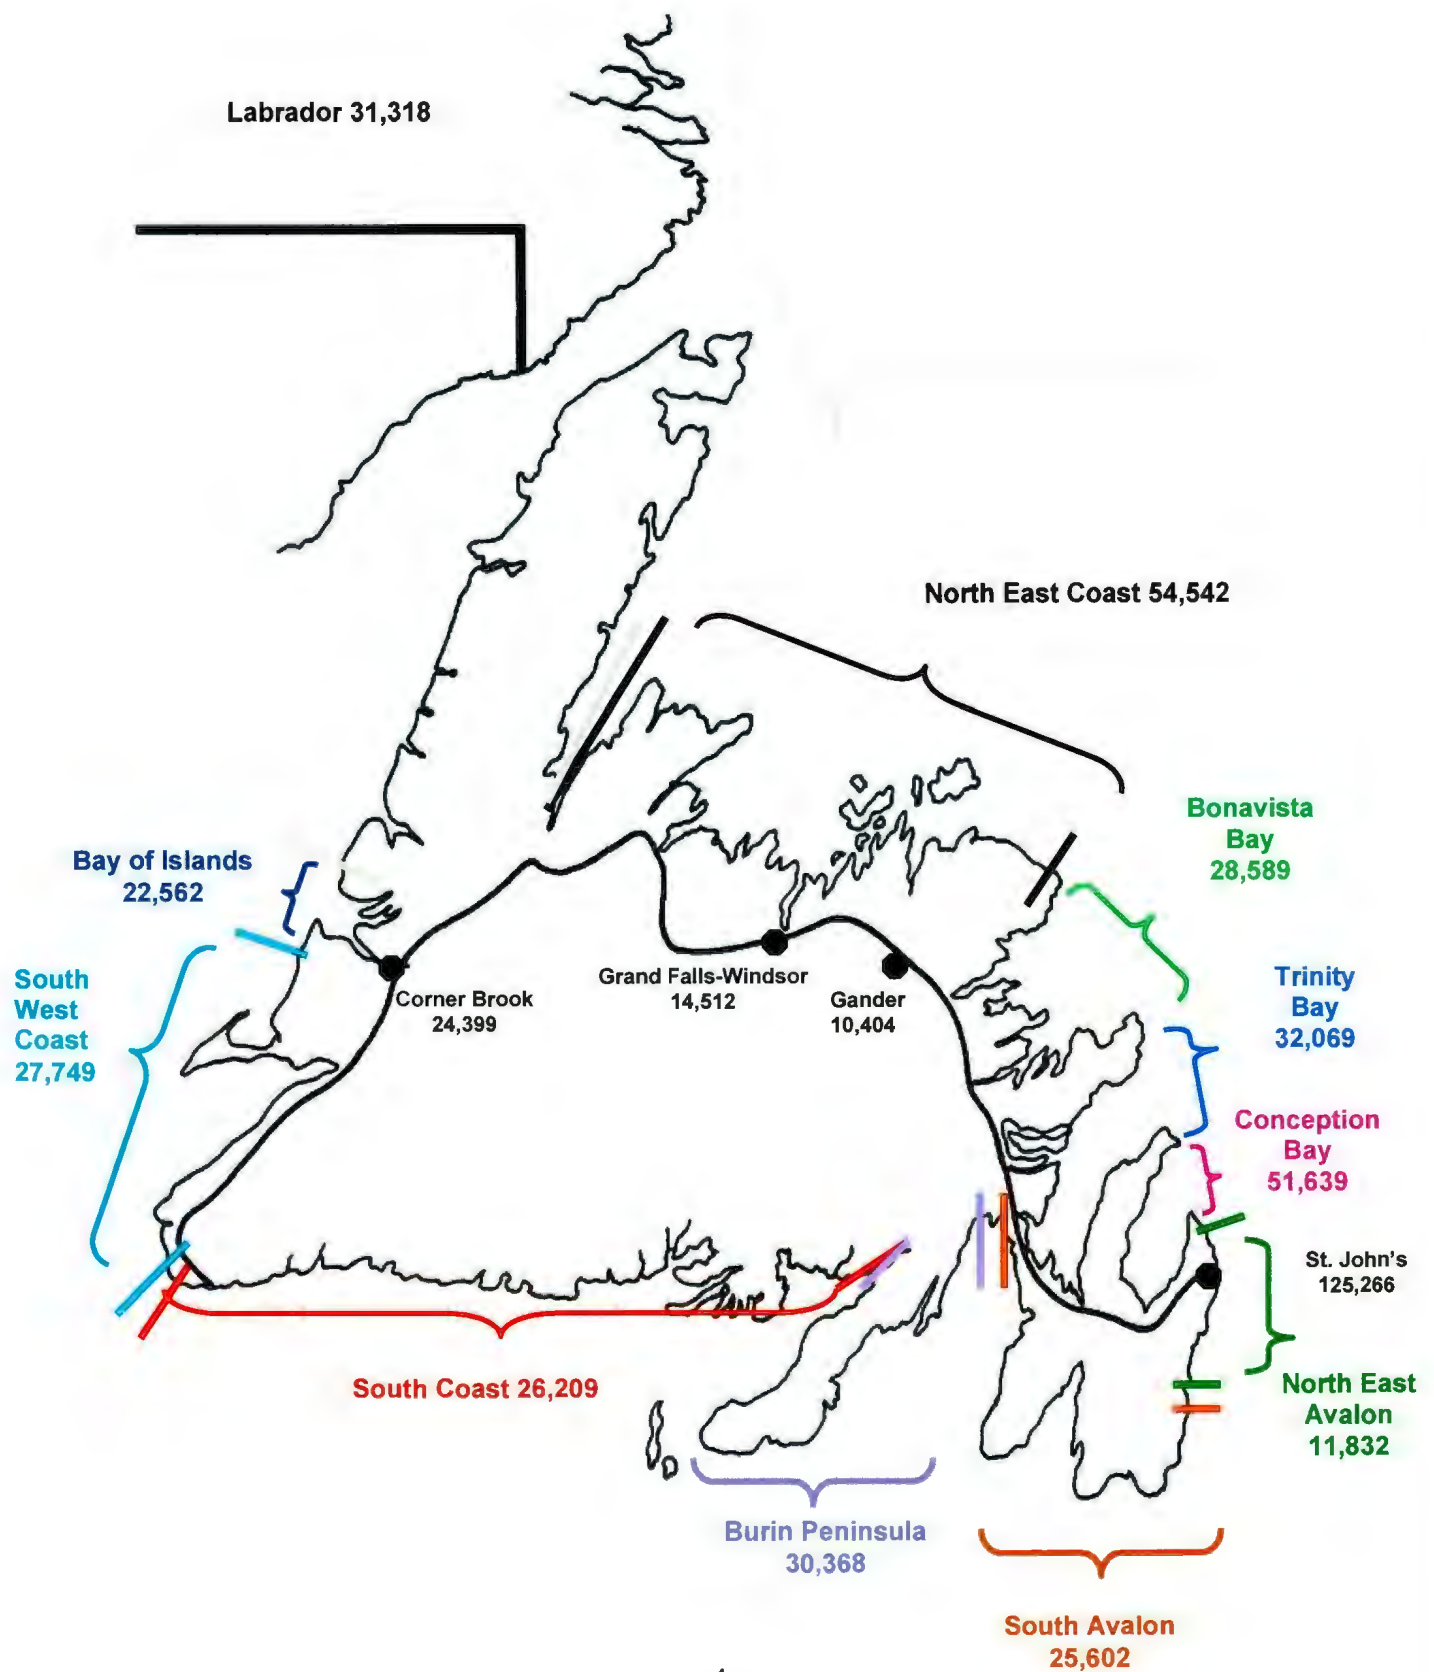 Labrador 31,318
North East Coast 54,542
Bonavista
Bay
28,589
Bay of Islands
22,562
South
West
Coast
27,749
Corner Brook
24,399
Grand Falls-Windsor
14,512
Gander
10,404
Trinity
Bay
32,069
Conception
Bay
51,639
St. John's
125,266
South Coast 26,209
North East
Avalon
11,832
Burin Peninsula
30,368
South Avalon
25,602